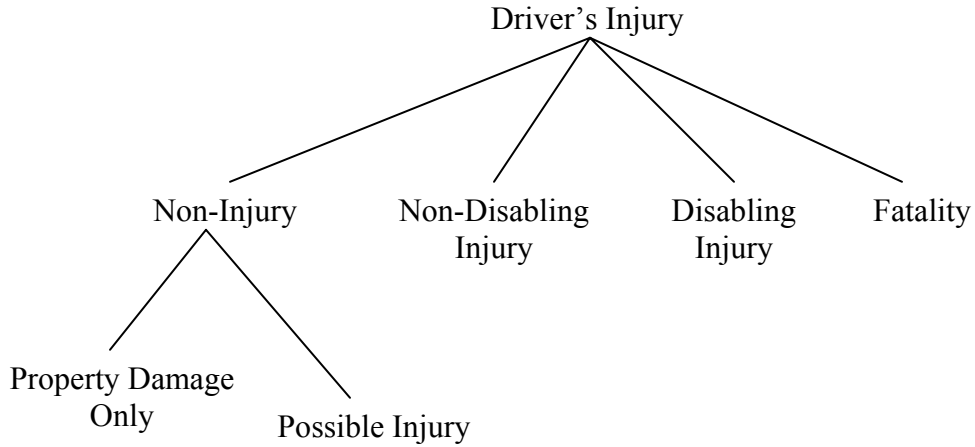 Driver’s Injury
Non-Injury
Non-Disabling
Injury
Disabling
Injury
Fatality
Property Damage
Only
Possible Injury